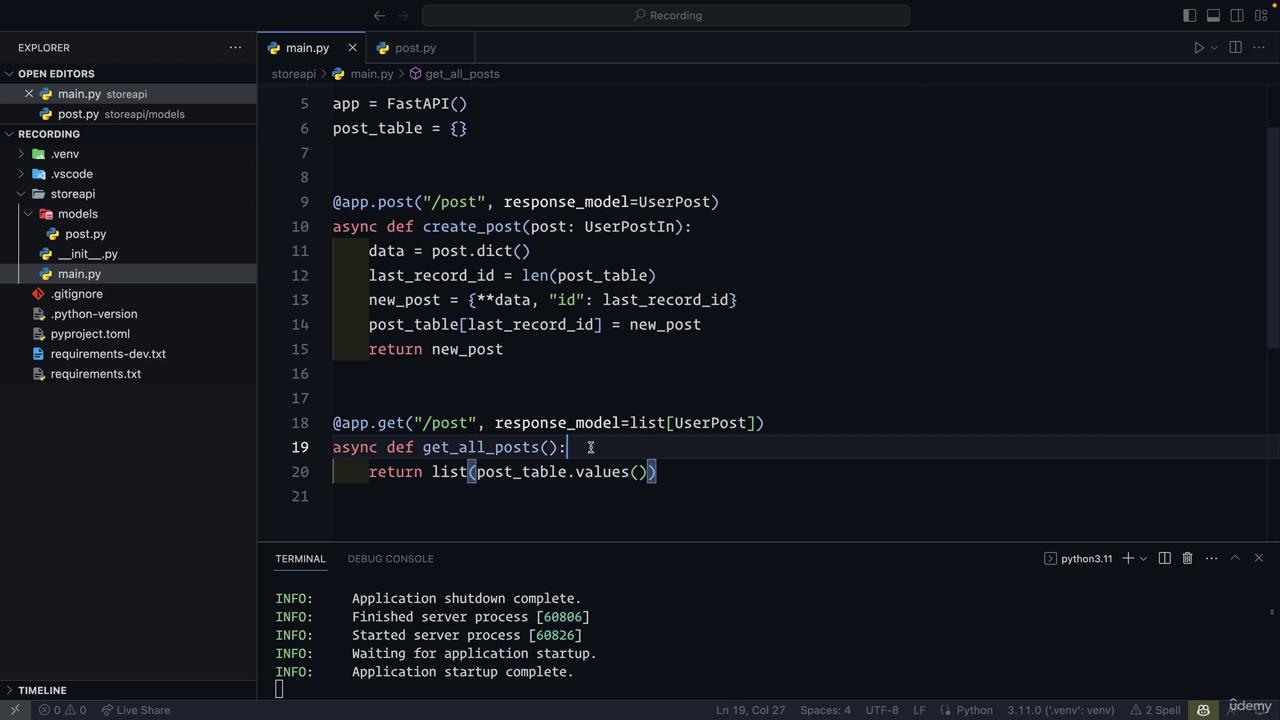 Recording
EXPLORER
main.py
post.py
OPEN EDITORS
storeapi > main.py > get_all_posts
main.py storeapi
post.py storeapi/models
RECORDING
.venv
.vscode
storeapi
models
post.py
__init__.py
main.py
.gitignore
.python-version
pyproject.toml
requirements-dev.txt
requirements.txt
5 app = FastAPI()
6 post_table = {}
7
8
9 @app.post("/post", response_model=UserPost)
10 async def create_post(post: UserPostIn):
11 data = post.dict()
12 last_record_id = len(post_table)
13 new_post = {**data, "id": last_record_id}
14 post_table[last_record_id] = new_post
15 return new_post
16
17
18 @app.get("/post", response_model=list[UserPost])
19 async def get_all_posts():
20 return list(post_table.values())
21
TERMINAL DEBUG CONSOLE
python3.11
INFO: Application shutdown complete.
INFO: Finished server process [60806]
INFO: Started server process [60826]
INFO: Waiting for application startup.
INFO: Application startup complete.
TIMELINE
0 0 Live Share
Ln 19, Col 27 Spaces: 4 UTF-8 LF Python 3.11.0 ('.venv': venv) 2 Spell
udemy